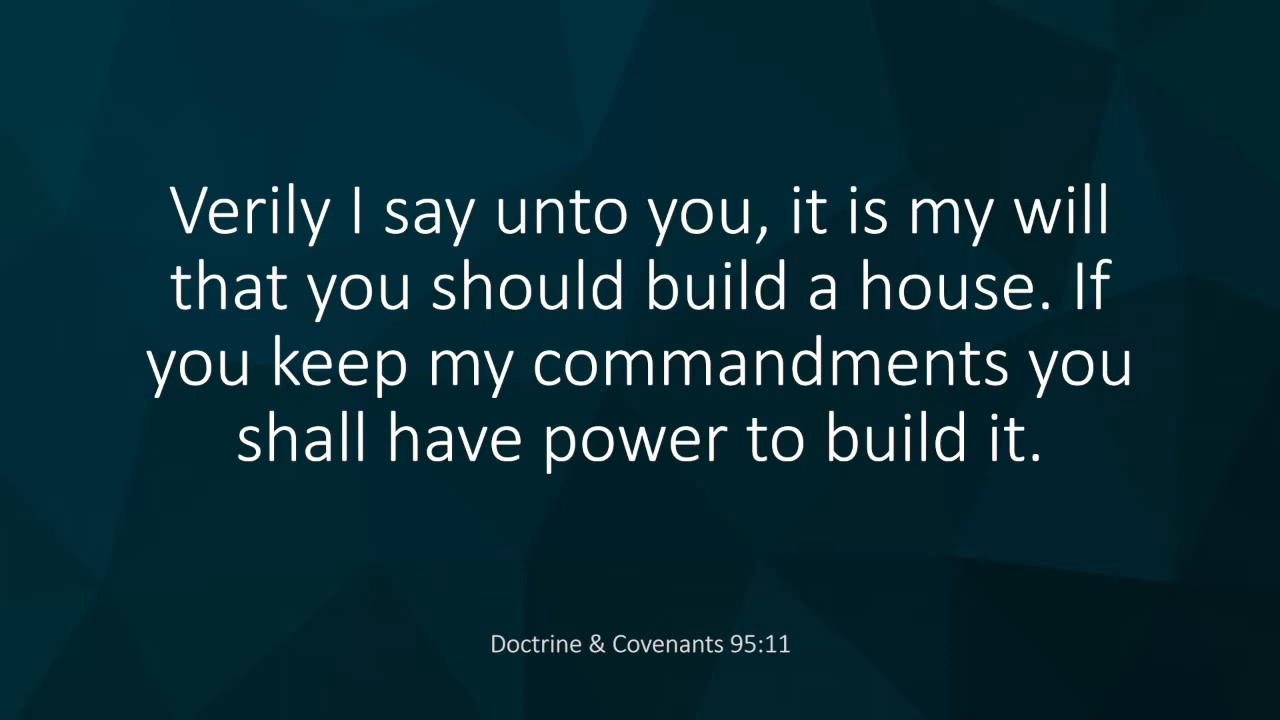 Verily I say unto you, it is my will
that you should build a house. If
you keep my commandments you
shall have power to build it.
Doctrine & Covenants 95:11